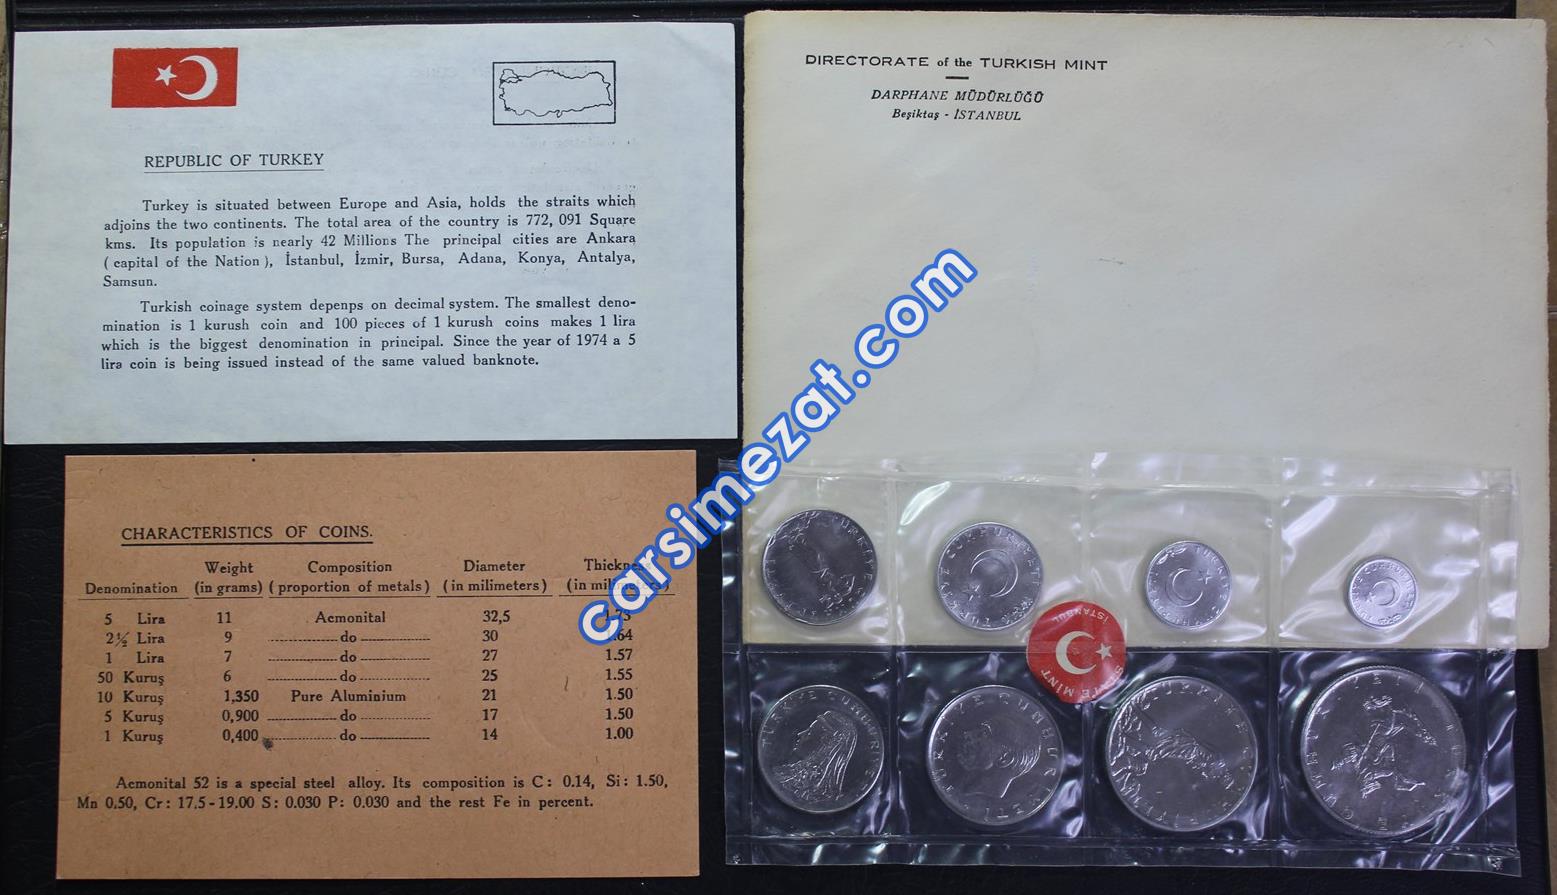 REPUBLIC OF TURKEY
Turkey is situated between Europe and Asia, holds the straits which
adjoins the two continents. The total area of the country is 772, 091 Square
kms. Its population is nearly 42 Millions The principal cities are Ankara
( capital of the Nation ), İstanbul, İzmir, Bursa, Adana, Konya, Antalya,
Samsun.
Turkish coinage system depenps on decimal system. The smallest deno-
mination is 1 kurush coin and 100 pieces of 1 kurush coins makes 1 lira
which is the biggest denomination in principal. Since the year of 1974 a 5
lira coin is being issued instead of the same valued banknote.
DIRECTORATE of the TURKISH MINT
DARPHANE MÜDÜRLÜĞÜ
Beşiktaş - İSTANBUL
carsimezat.com
CHARACTERISTICS OF COINS.
Denomination Weight (in grams) Composition ( proportion of metals) Diameter (in milimeters) Thickness (in milimeters)
5 Lira 11 Acmonital 32,5
2½ Lira 9 do 30 1.64
1 Lira 7 do 27 1.57
50 Kuruş 6 do 25 1.55
10 Kuruş 1,350 Pure Aluminium 21 1.50
5 Kuruş 0,900 do 17 1.50
1 Kuruş 0,400 do 14 1.00
Acmonital 52 is a special steel alloy. Its composition is C: 0.14, Si: 1.50,
Mn 0.50, Cr: 17.5-19.00 S: 0.030 P: 0.030 and the rest Fe in percent.
İSTANBUL
STATE MINT
TÜRKİYE CUMHURİYETİ
TÜRKİYE CUMHURİYETİ